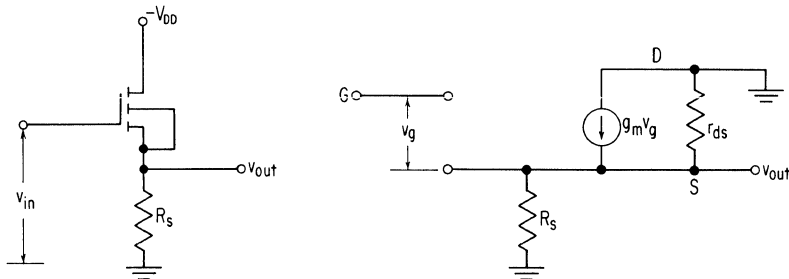 -V_DD
v_in
v_out
R_s
G
v_g
D
g_m v_g
r_ds
S
v_out
R_s